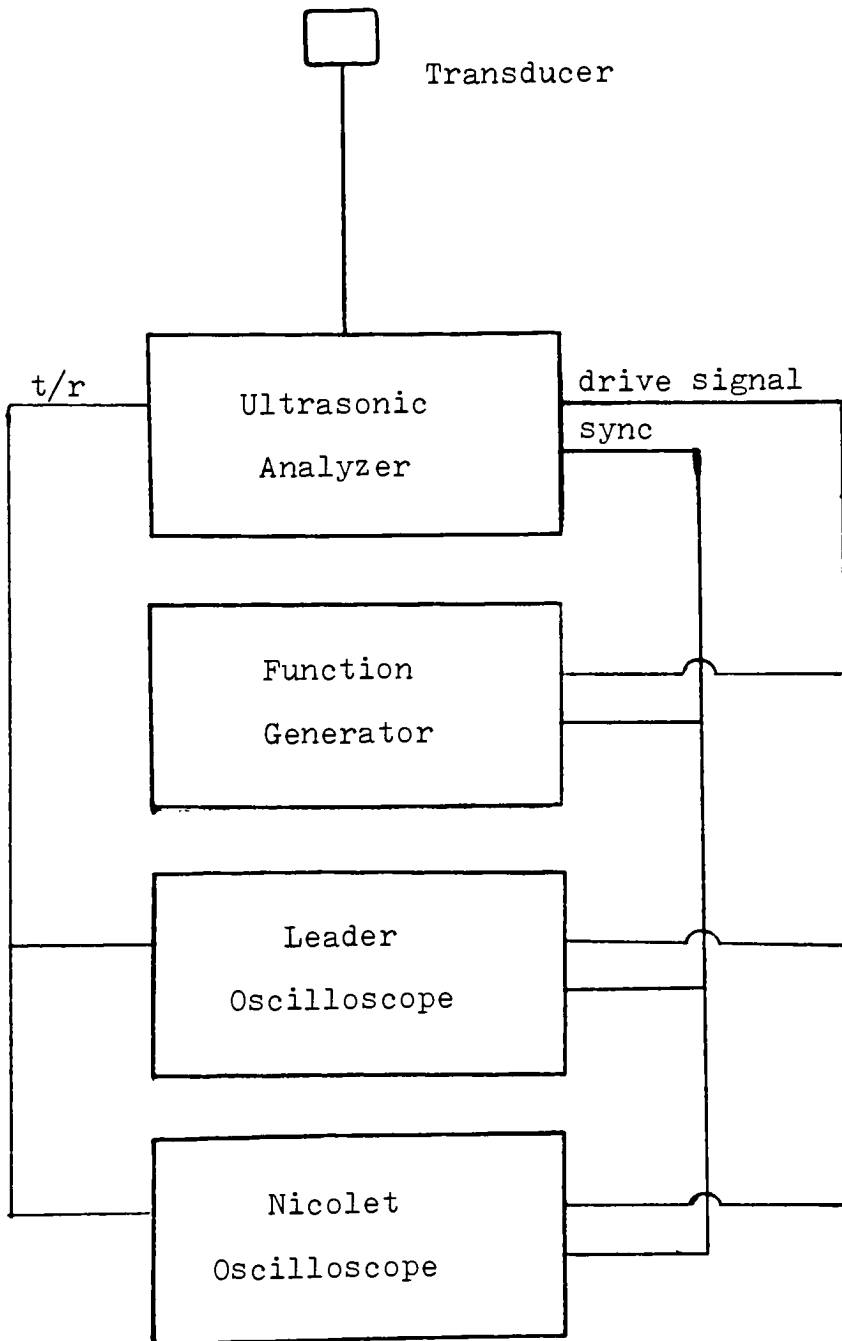 Transducer
t/r
Ultrasonic
Analyzer
drive signal
sync
Function
Generator
Leader
Oscilloscope
Nicolet
Oscilloscope